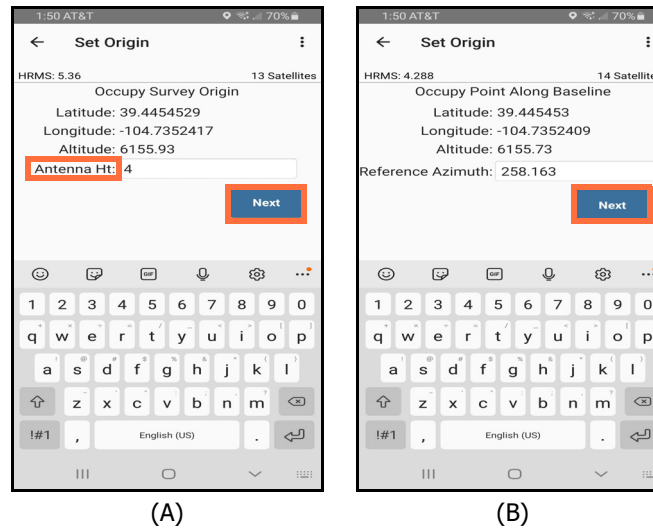 1:50 AT&T 70%
← Set Origin
HRMS: 5.36 13 Satellites
Occupy Survey Origin
Latitude: 39.4454529
Longitude: -104.7352417
Altitude: 6155.93
Antenna Ht: 4
Next
GIF
1 2 3 4 5 6 7 8 9 0
q w e r t y u i o p
a s d f g h j k l
z x c v b n m
!#1 , English (US) .
(A)
1:50 AT&T 70%
← Set Origin
HRMS: 4.288 14 Satellite
Occupy Point Along Baseline
Latitude: 39.445453
Longitude: -104.7352409
Altitude: 6155.73
Reference Azimuth: 258.163
Next
GIF
1 2 3 4 5 6 7 8 9 0
q w e r t y u i o p
a s d f g h j k l
z x c v b n m
!#1 , English (US) .
(B)